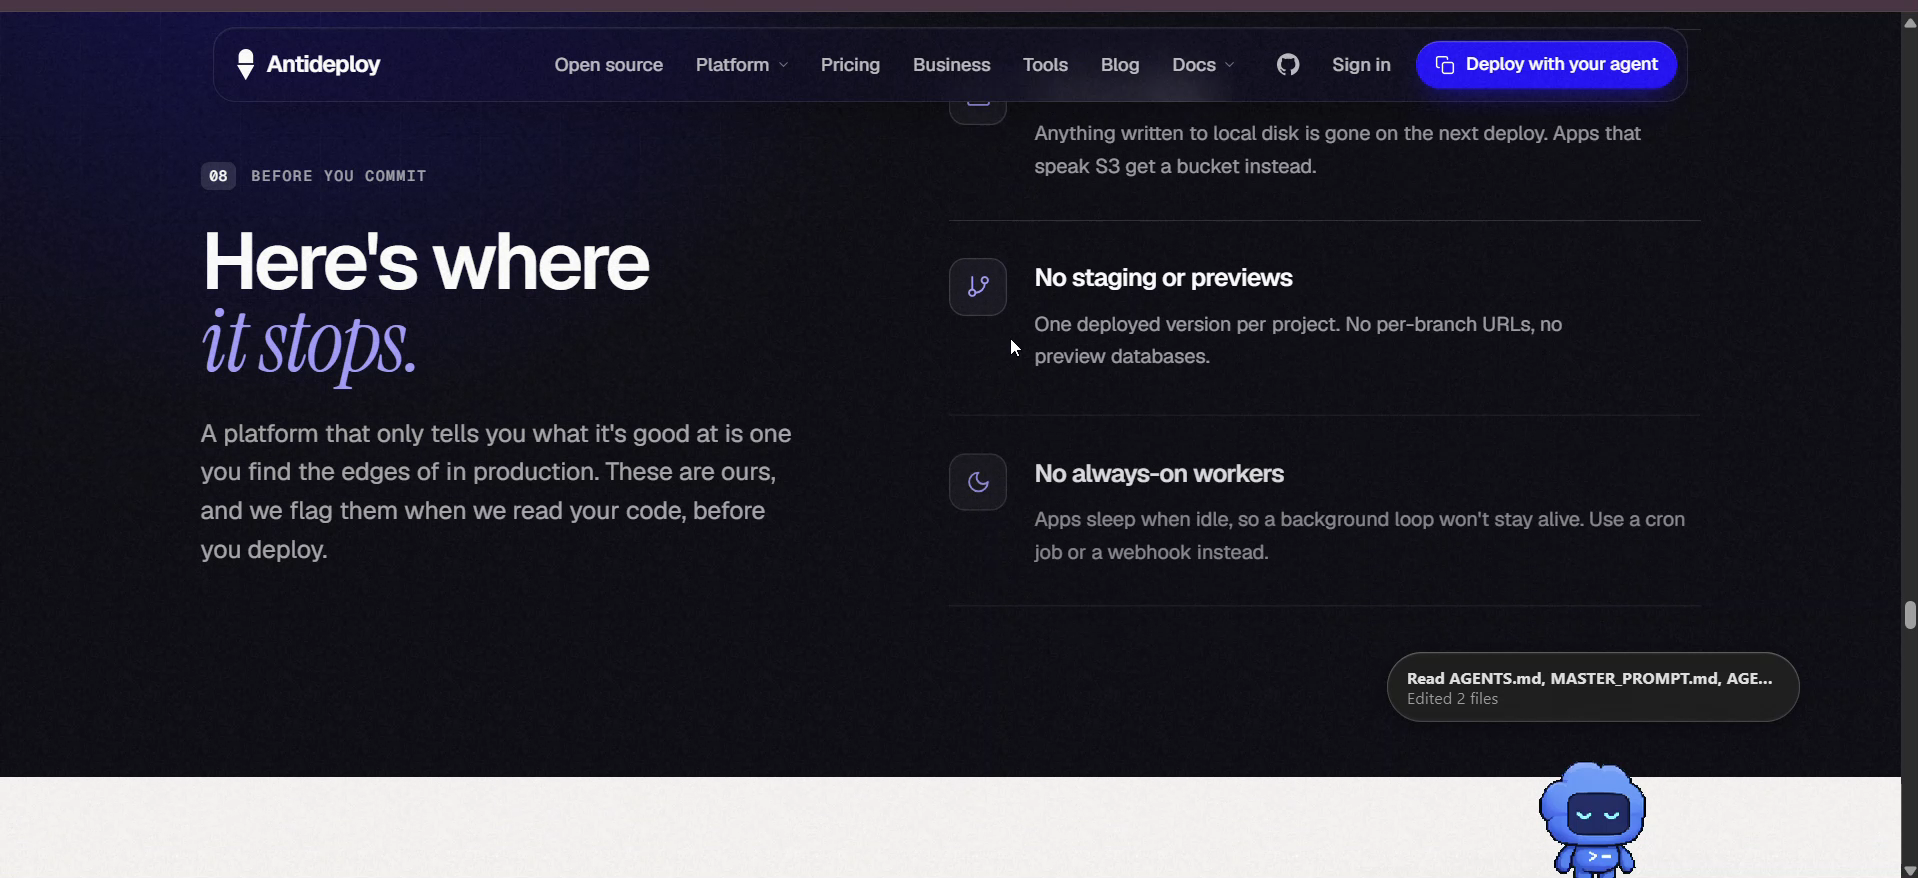 Antideploy
Open source
Platform
Pricing
Business
Tools
Blog
Docs
Sign in
Deploy with your agent
08 BEFORE YOU COMMIT
Here's where
it stops.
A platform that only tells you what it's good at is one
you find the edges of in production. These are ours,
and we flag them when we read your code, before
you deploy.
Anything written to local disk is gone on the next deploy. Apps that
speak S3 get a bucket instead.
No staging or previews
One deployed version per project. No per-branch URLs, no
preview databases.
No always-on workers
Apps sleep when idle, so a background loop won't stay alive. Use a cron
job or a webhook instead.
Read AGENTS.md, MASTER_PROMPT.md, AGE...
Edited 2 files